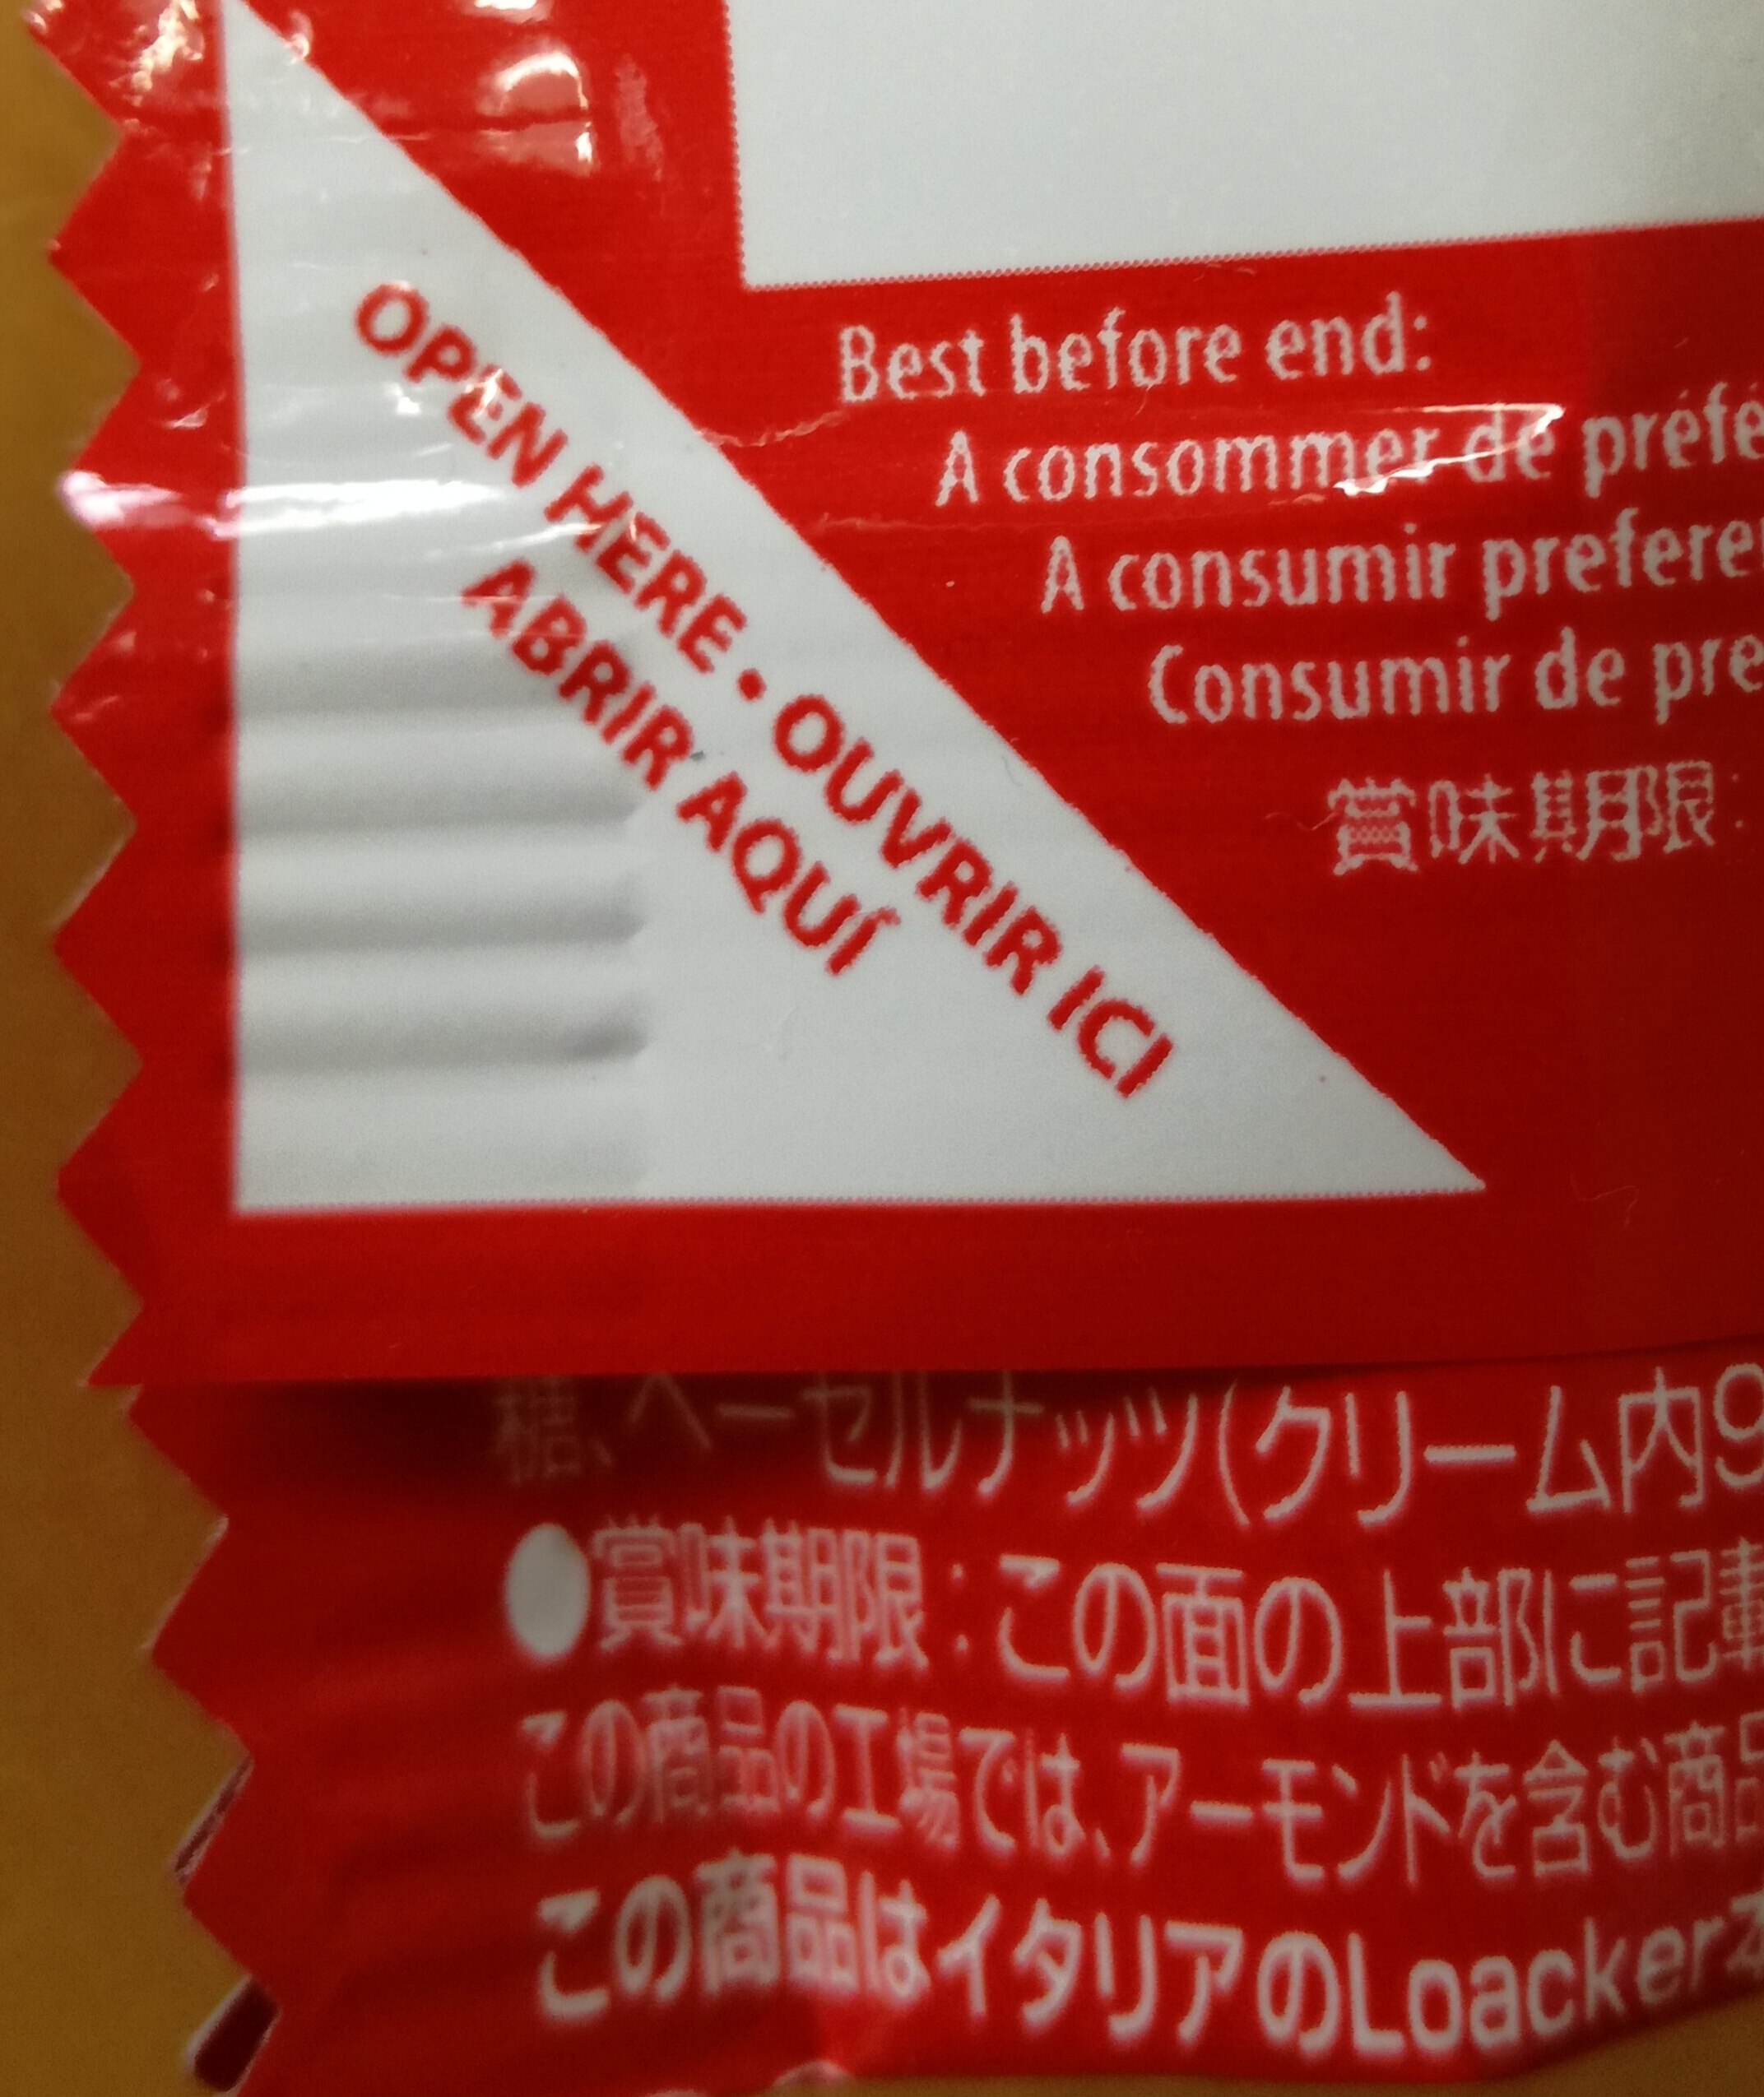 OPEN HERE • OUVRIR ICI
ABRIR AQUÍ
Best before end:
A consommer de préfé
A consumir prefere
Consumir de pre
賞味期限:
糖、ヘーゼルナッツ(クリーム内9
●賞味期限:この面の上部に記載
この商品の工場では、アーモンドを含む商品
この商品はイタリアのLoacker本